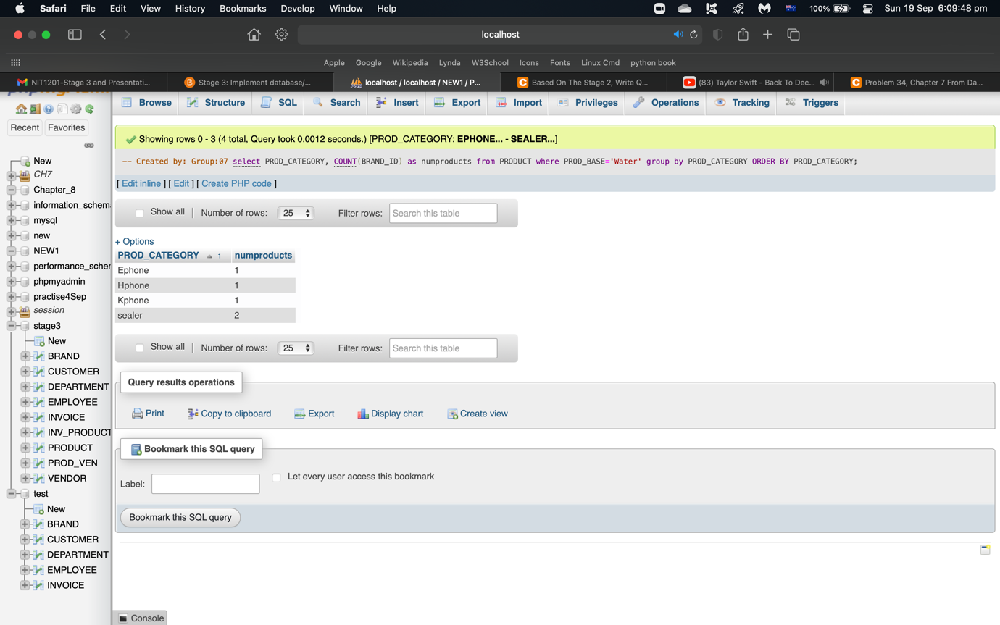 Safari File Edit View History Bookmarks Develop Window Help 100% Sun 19 Sep 6:09:48 pm
localhost
Apple Google Wikipedia Lynda W3School Icons Fonts Linux Cmd python book
NIT1201-Stage 3 and Presentati... Stage 3: Implement database/... localhost / localhost / NEW1 / P... Based On The Stage 2, Write Q... (83) Taylor Swift - Back To Dec... Problem 34, Chapter 7 From Da...
Browse Structure SQL Search Insert Export Import Privileges Operations Tracking Triggers
Recent Favorites
New
CH7
Chapter_8
information_schem
mysql
new
NEW1
performance_scher
phpmyadmin
practise4Sep
session
stage3
New
BRAND
CUSTOMER
DEPARTMENT
EMPLOYEE
INVOICE
INV_PRODUCT
PRODUCT
PROD_VEN
VENDOR
test
New
BRAND
CUSTOMER
DEPARTMENT
EMPLOYEE
INVOICE
Showing rows 0 - 3 (4 total, Query took 0.0012 seconds.) [PROD_CATEGORY: EPHONE... - SEALER...]
-- Created by: Group:07 select PROD_CATEGORY, COUNT(BRAND_ID) as numproducts from PRODUCT where PROD_BASE='Water' group by PROD_CATEGORY ORDER BY PROD_CATEGORY;
[ Edit inline ] [ Edit ] [ Create PHP code ]
Show all | Number of rows: 25 Filter rows: Search this table
+ Options
PROD_CATEGORY 1 numproducts
Ephone 1
Hphone 1
Kphone 1
sealer 2
Show all | Number of rows: 25 Filter rows: Search this table
Query results operations
Print Copy to clipboard Export Display chart Create view
Bookmark this SQL query
Label: Let every user access this bookmark
Bookmark this SQL query
Console